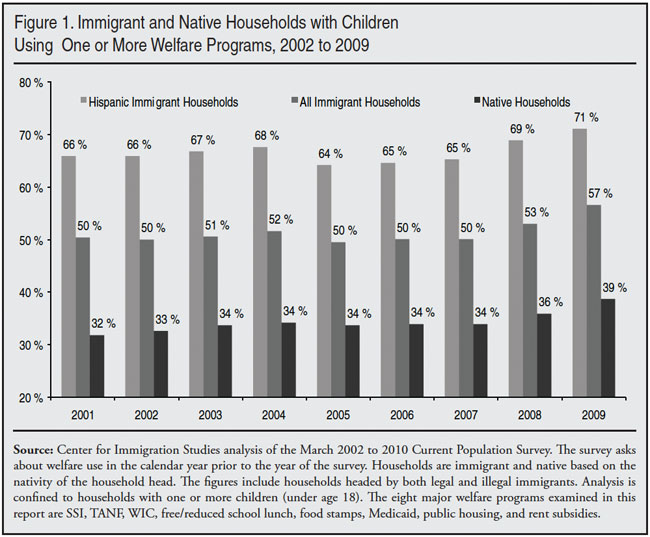 Figure 1. Immigrant and Native Households with Children
Using One or More Welfare Programs, 2002 to 2009
80 %
70 %
60 %
50 %
40 %
30 %
20 %
Hispanic Immigrant Households All Immigrant Households Native Households
66 % 50 % 32 %
66 % 50 % 33 %
67 % 51 % 34 %
68 % 52 % 34 %
64 % 50 % 34 %
65 % 50 % 34 %
65 % 50 % 34 %
69 % 53 % 36 %
71 % 57 % 39 %
2001 2002 2003 2004 2005 2006 2007 2008 2009
Source: Center for Immigration Studies analysis of the March 2002 to 2010 Current Population Survey. The survey asks
about welfare use in the calendar year prior to the year of the survey. Households are immigrant and native based on the
nativity of the household head. The figures include households headed by both legal and illegal immigrants. Analysis is
confined to households with one or more children (under age 18). The eight major welfare programs examined in this
report are SSI, TANF, WIC, free/reduced school lunch, food stamps, Medicaid, public housing, and rent subsidies.